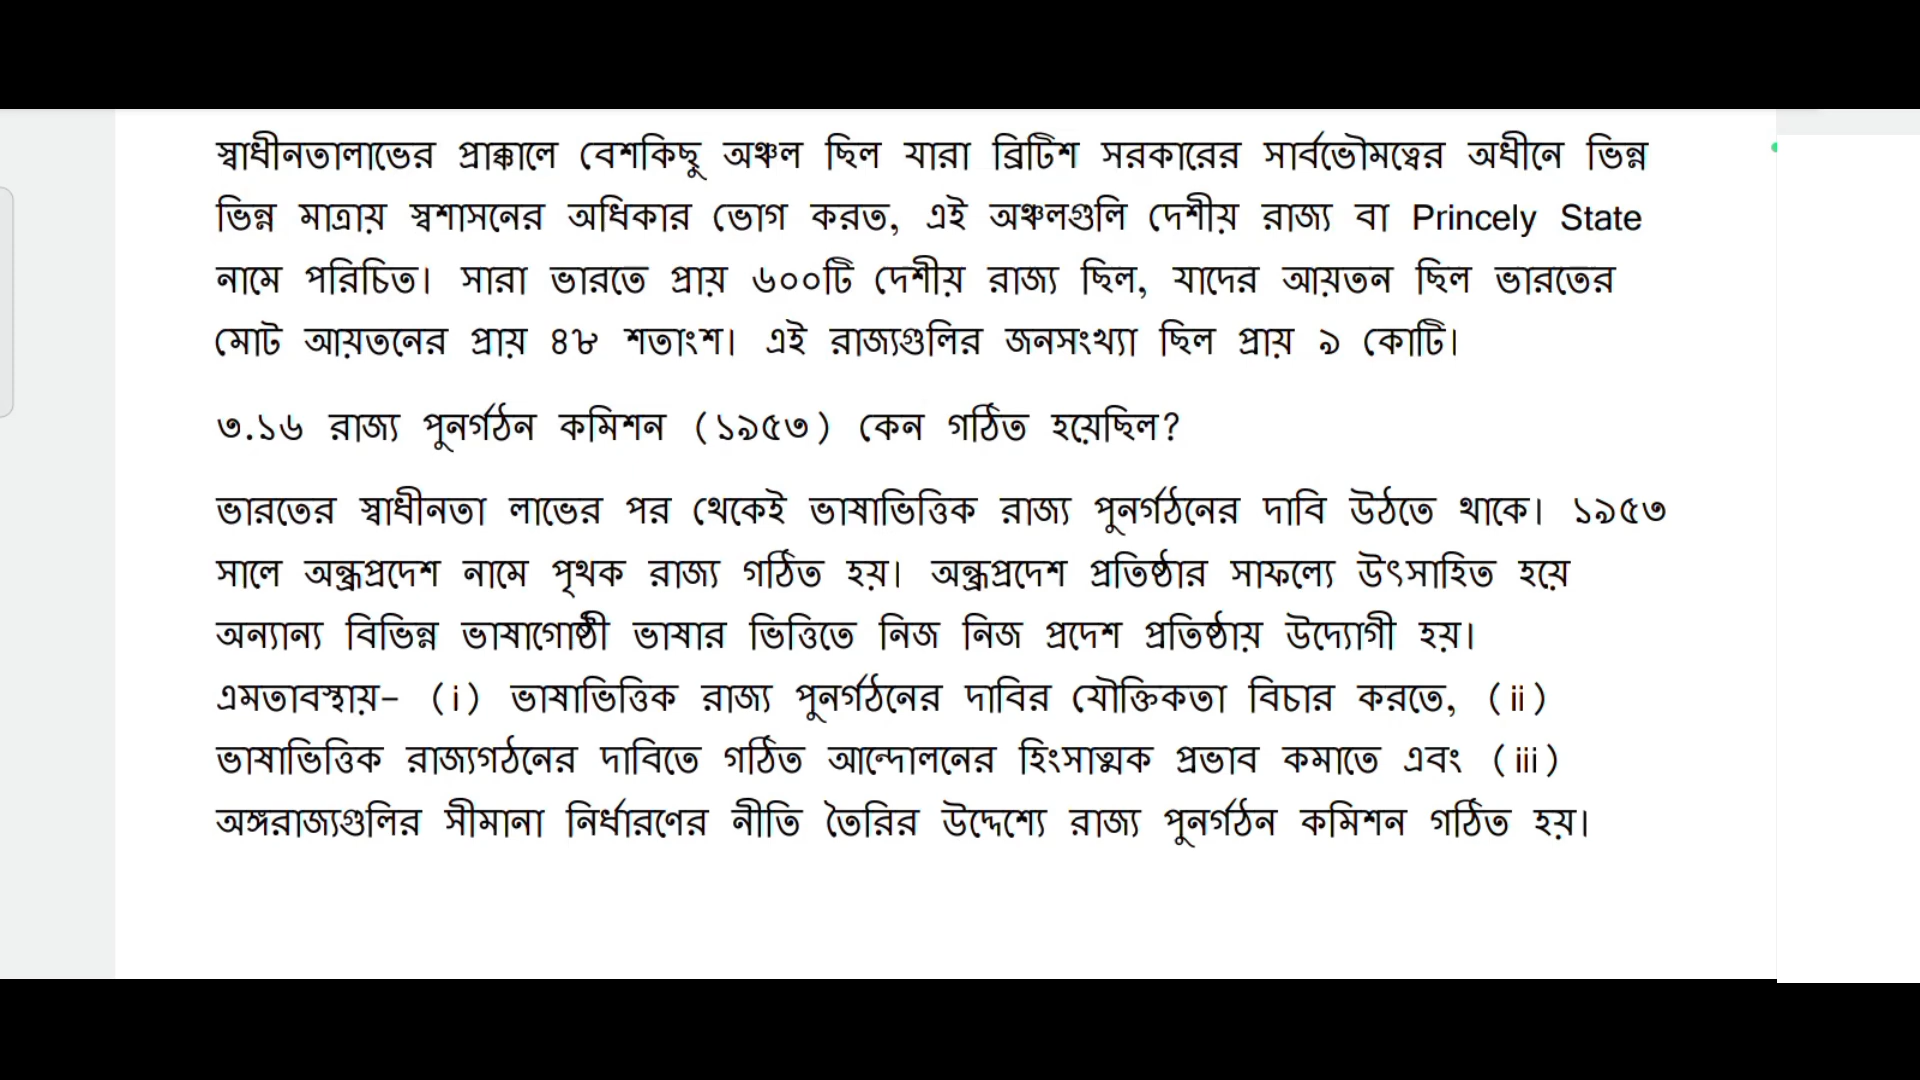 স্বাধীনতালাভের প্রাক্কালে বেশকিছু অঞ্চল ছিল যারা ব্রিটিশ সরকারের সার্বভৌমত্বের অধীনে ভিন্ন
ভিন্ন মাত্রায় স্বশাসনের অধিকার ভোগ করত, এই অঞ্চলগুলি দেশীয় রাজ্য বা Princely State
নামে পরিচিত। সারা ভারতে প্রায় ৬০০টি দেশীয় রাজ্য ছিল, যাদের আয়তন ছিল ভারতের
মোট আয়তনের প্রায় ৪৮ শতাংশ। এই রাজ্যগুলির জনসংখ্যা ছিল প্রায় ৯ কোটি।
৩.১৬ রাজ্য পুনর্গঠন কমিশন (১৯৫৩) কেন গঠিত হয়েছিল?
ভারতের স্বাধীনতা লাভের পর থেকেই ভাষাভিত্তিক রাজ্য পুনর্গঠনের দাবি উঠতে থাকে। ১৯৫৩
সালে অন্ধ্রপ্রদেশ নামে পৃথক রাজ্য গঠিত হয়। অন্ধ্রপ্রদেশ প্রতিষ্ঠার সাফল্যে উৎসাহিত হয়ে
অন্যান্য বিভিন্ন ভাষাগোষ্ঠী ভাষার ভিত্তিতে নিজ নিজ প্রদেশ প্রতিষ্ঠায় উদ্যোগী হয়।
এমতাবস্থায়- (i) ভাষাভিত্তিক রাজ্য পুনর্গঠনের দাবির যৌক্তিকতা বিচার করতে, (ii)
ভাষাভিত্তিক রাজ্যগঠনের দাবিতে গঠিত আন্দোলনের হিংসাত্মক প্রভাব কমাতে এবং (iii)
অঙ্গরাজ্যগুলির সীমানা নির্ধারণের নীতি তৈরির উদ্দেশ্যে রাজ্য পুনর্গঠন কমিশন গঠিত হয়।